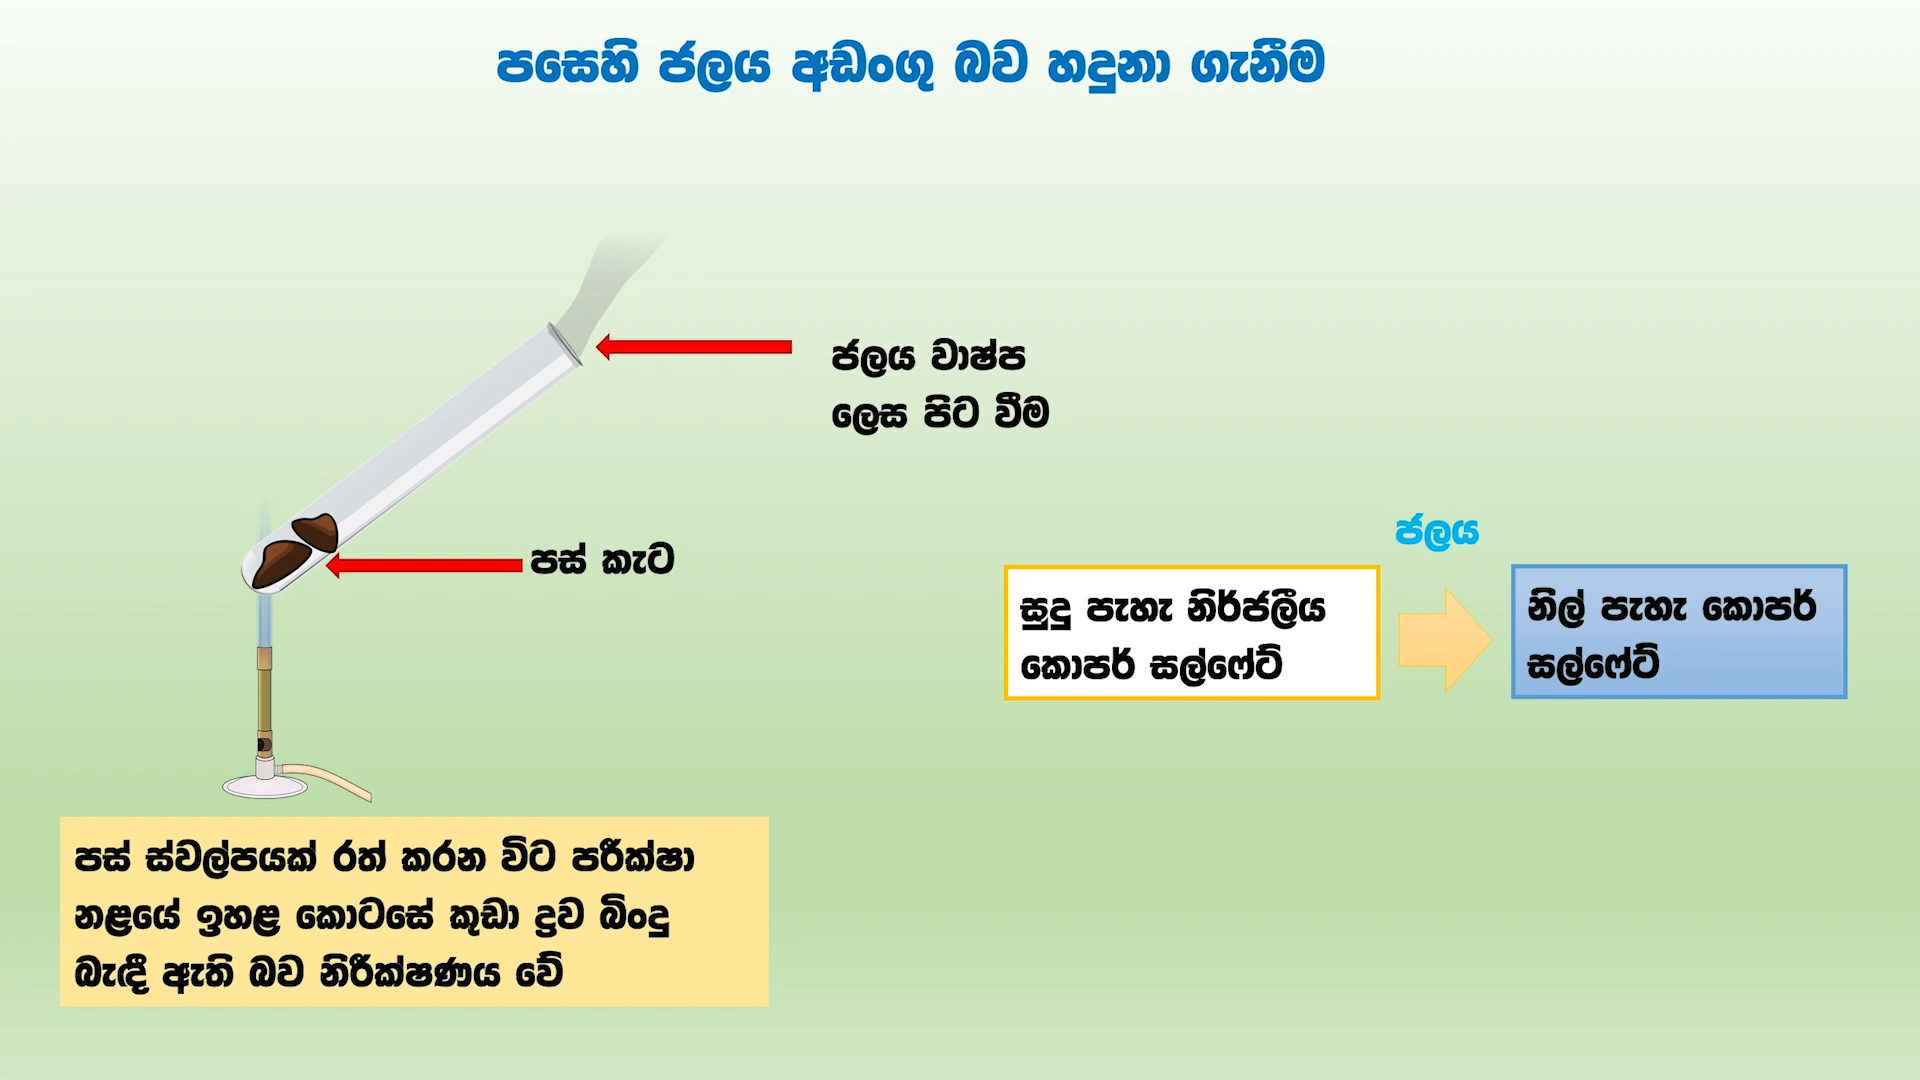 පසෙහි ජලය අඩංගු බව හදුනා ගැනීම
ජලය වාෂ්ප
ලෙස පිට වීම
පස් කැට
ජලය
සුදු පැහැ නිර්ජලීය
කොපර් සල්ෆේට්
නිල් පැහැ කොපර්
සල්ෆේට්
පස් ස්වල්පයක් රත් කරන විට පරීක්ෂා
නළයේ ඉහළ කොටසේ කුඩා ද්‍රව බිංදු
බැඳී ඇති බව නිරීක්ෂණය වේ